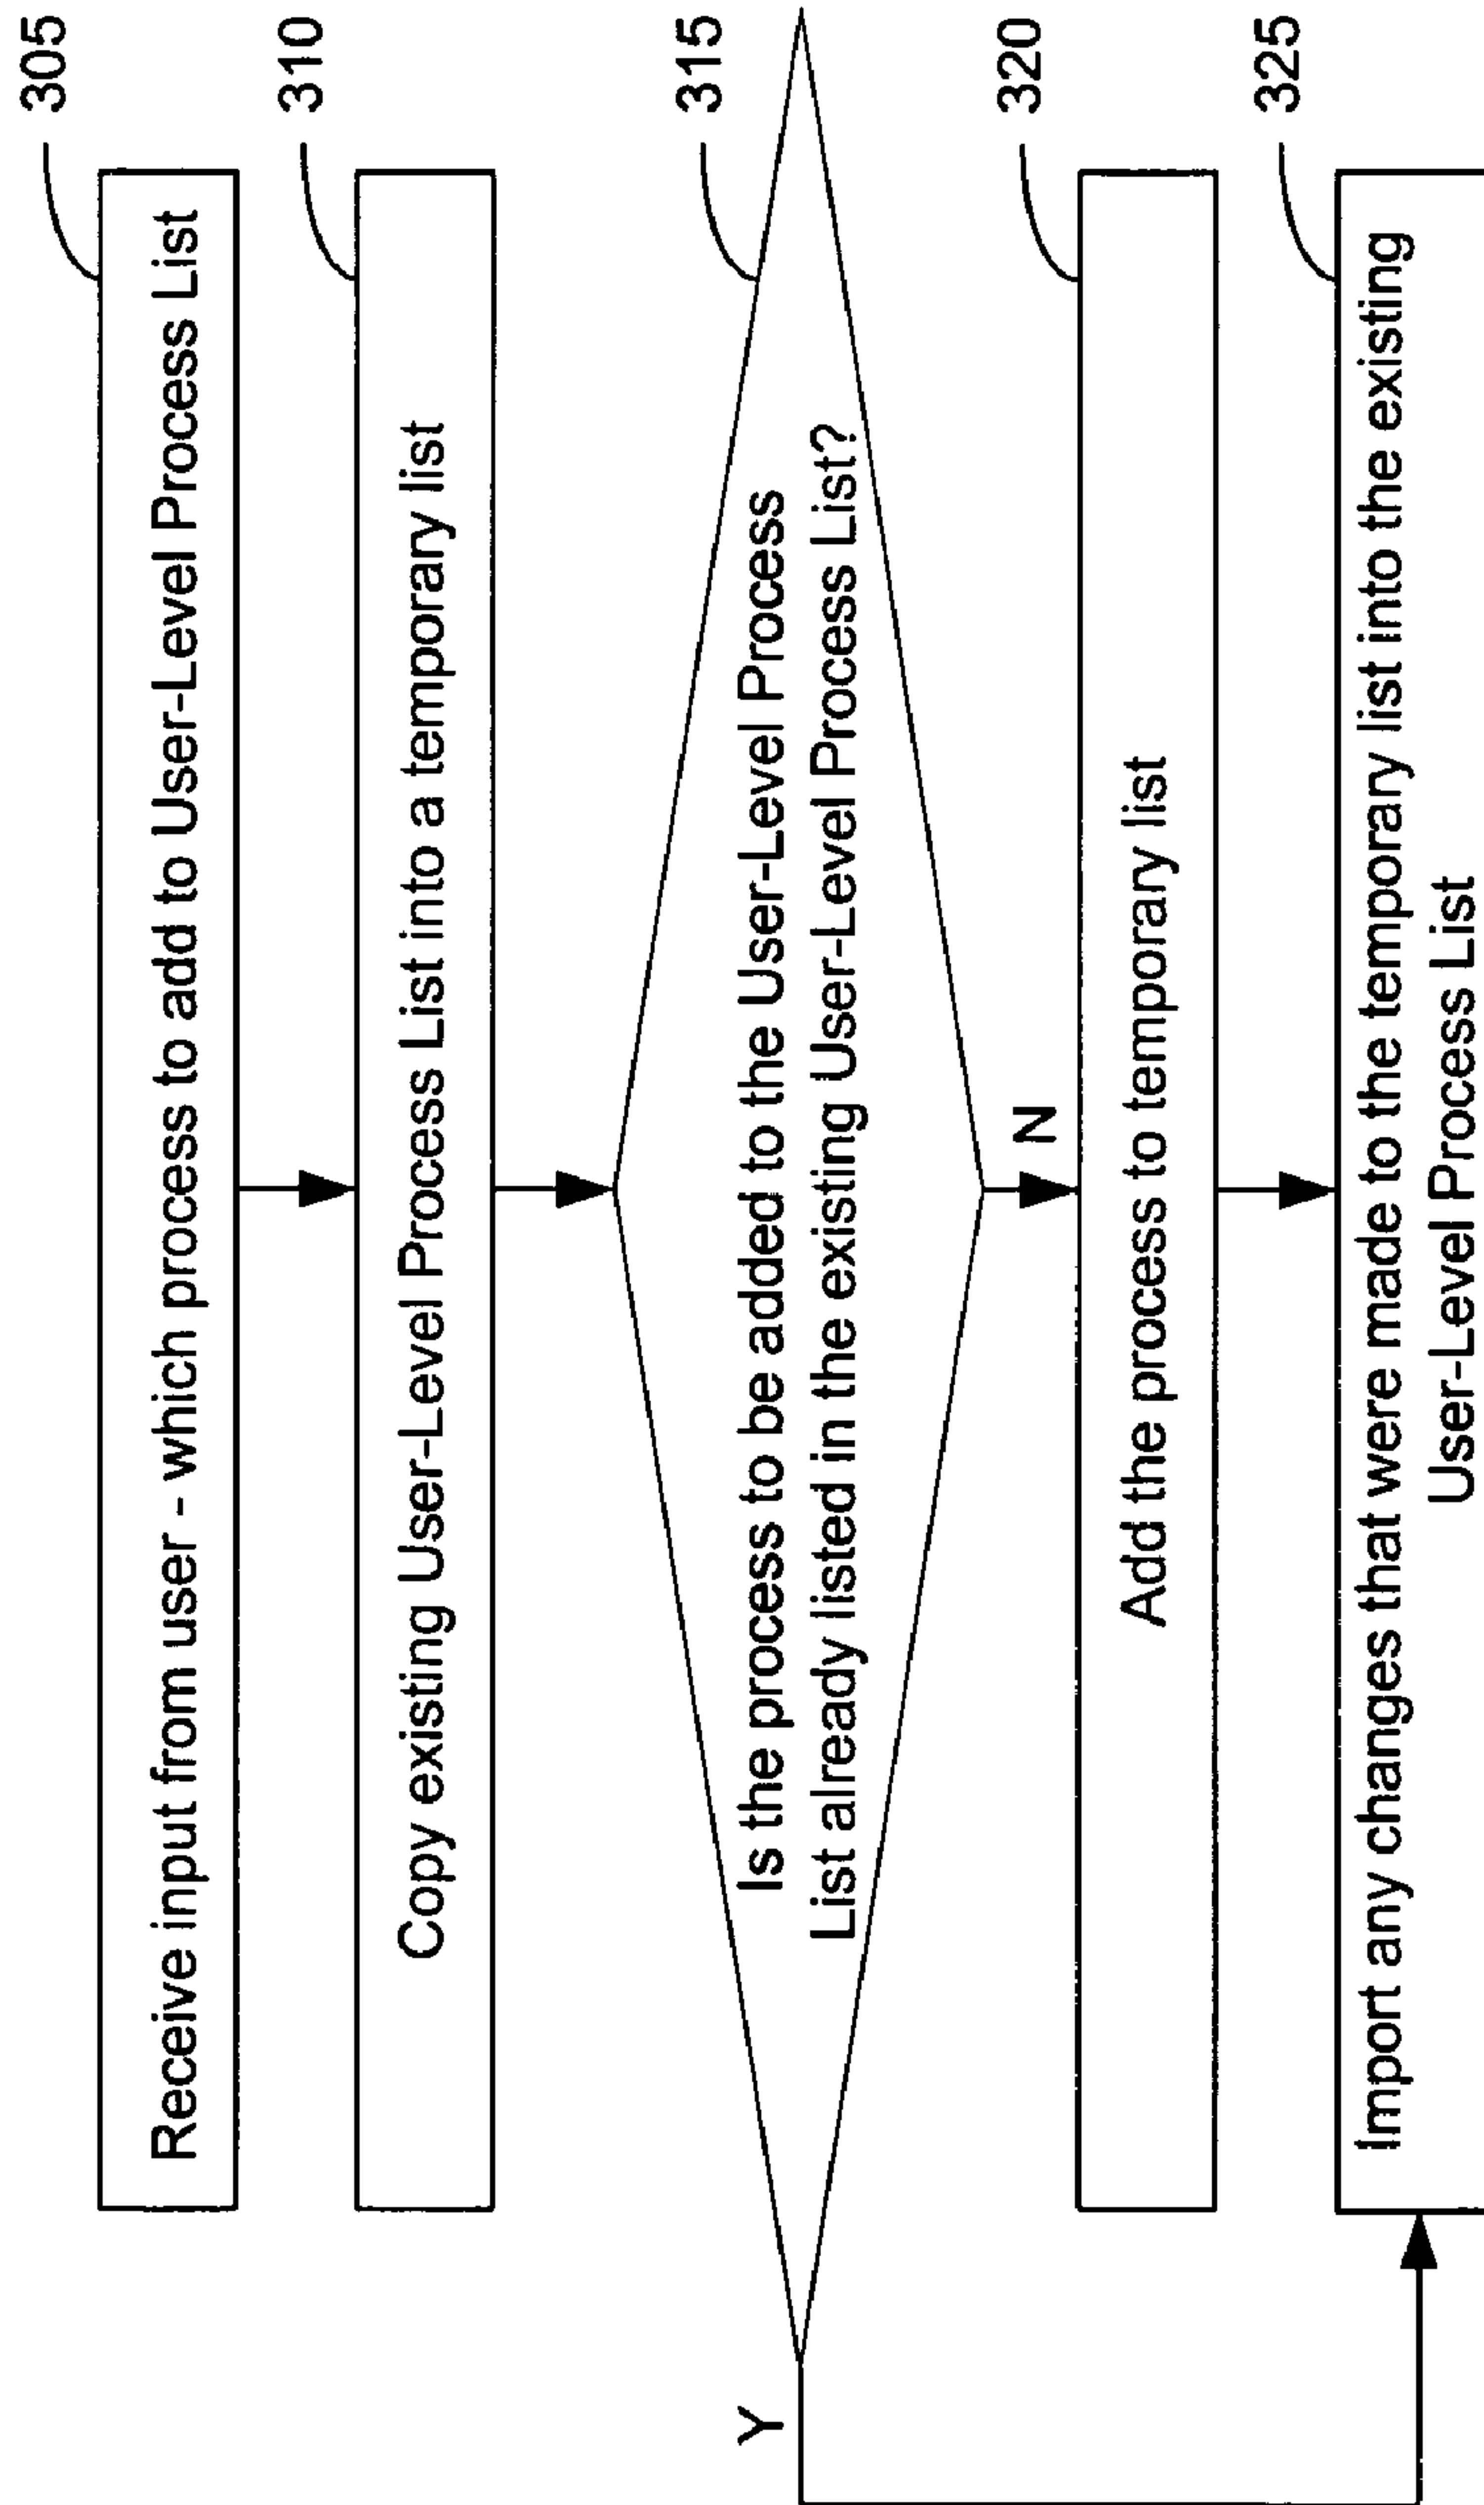 305
Receive input from user - which process to add to User-Level Process List
310
Copy existing User-Level Process List into a temporary list
315
Is the process to be added to the User-Level Process
List already listed in the existing User-Level Process List?
Y
N
320
Add the process to temporary list
325
Import any changes that were made to the temporary list into the existing
User-Level Process List